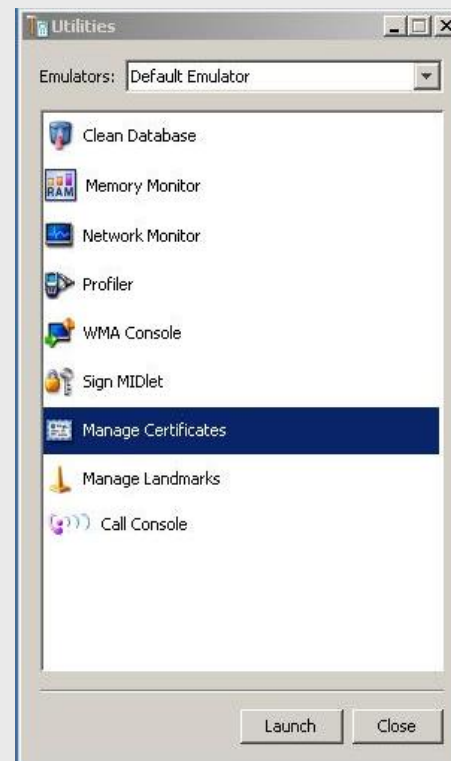 Utilities
Emulators: Default Emulator
Clean Database
RAM Memory Monitor
Network Monitor
Profiler
WMA Console
Sign MIDlet
Manage Certificates
Manage Landmarks
Call Console
Launch Close